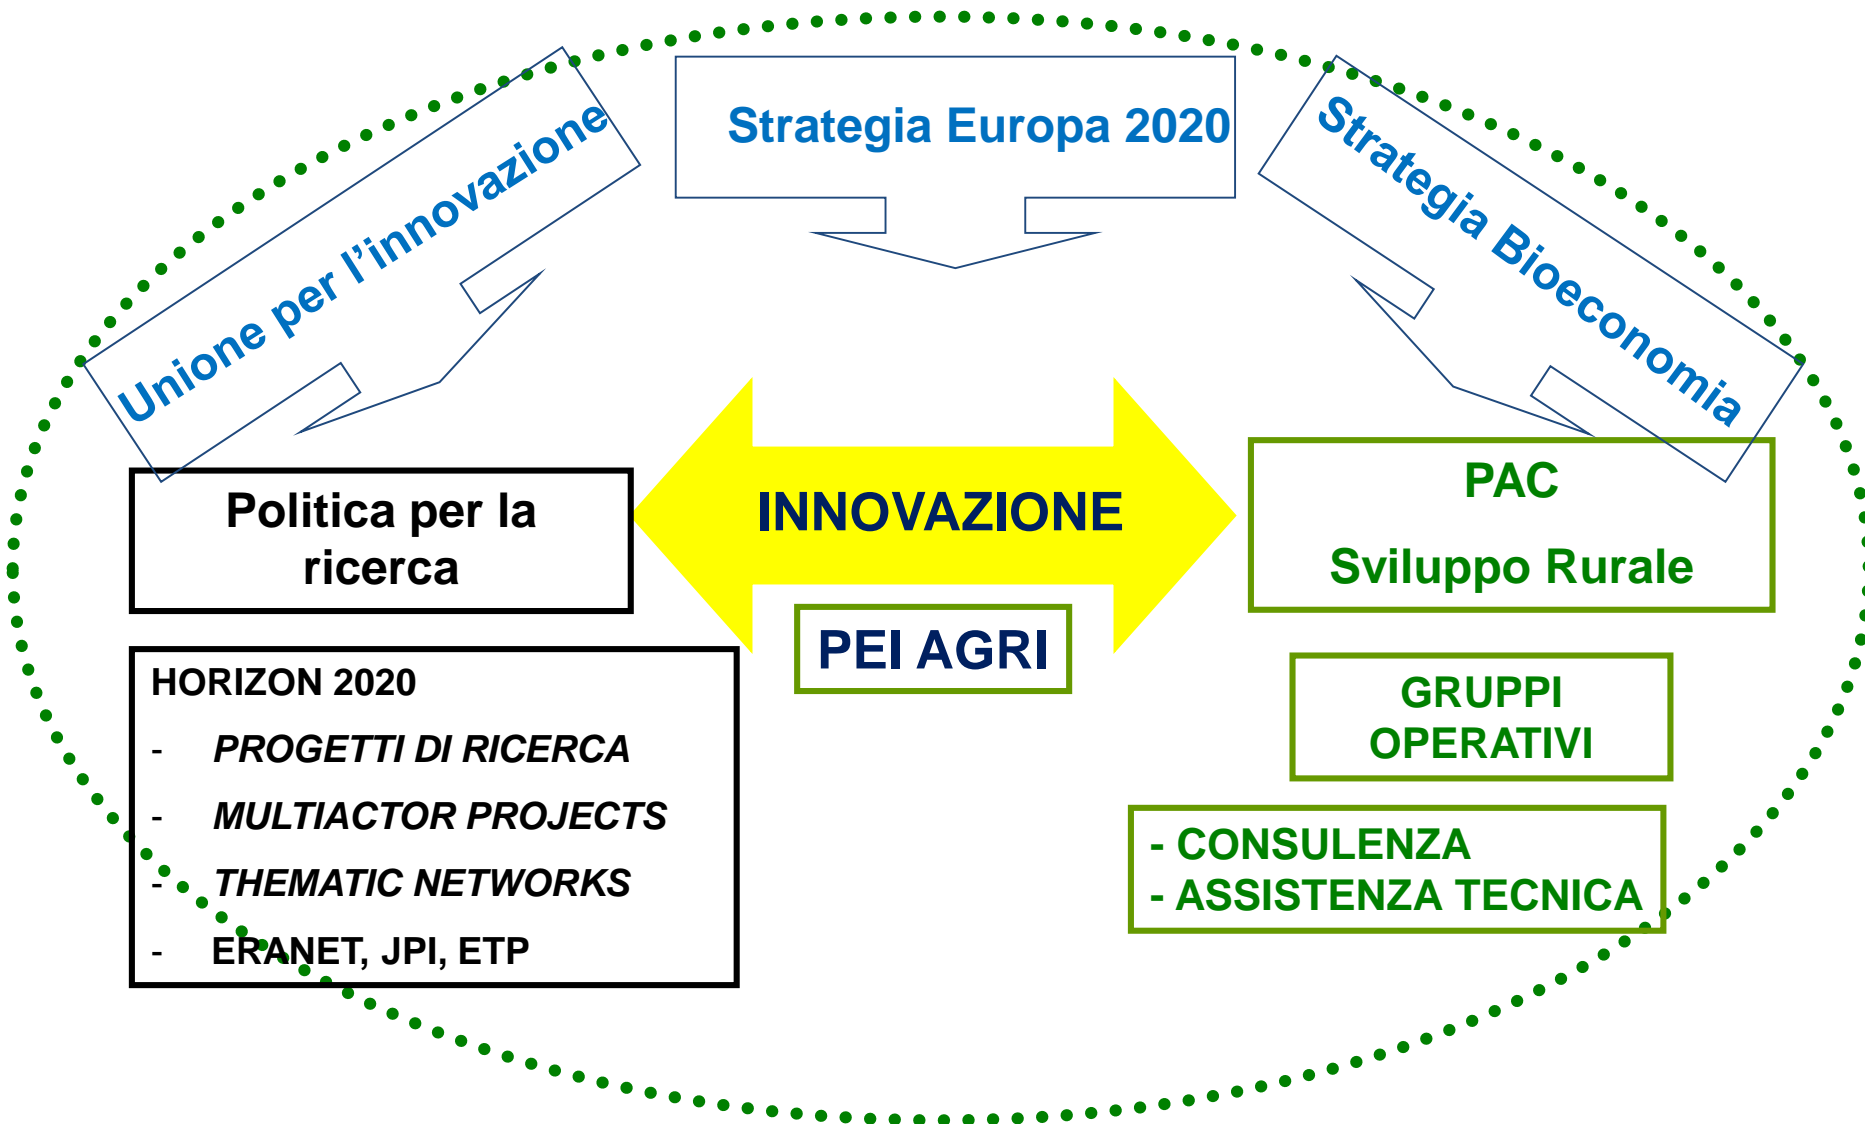 Unione per l’innovazione
Strategia Europa 2020
Strategia Bioeconomia
Politica per la
ricerca
INNOVAZIONE
PEI AGRI
PAC
Sviluppo Rurale
HORIZON 2020
- PROGETTI DI RICERCA
- MULTIACTOR PROJECTS
- THEMATIC NETWORKS
- ERANET, JPI, ETP
GRUPPI
OPERATIVI
- CONSULENZA
- ASSISTENZA TECNICA